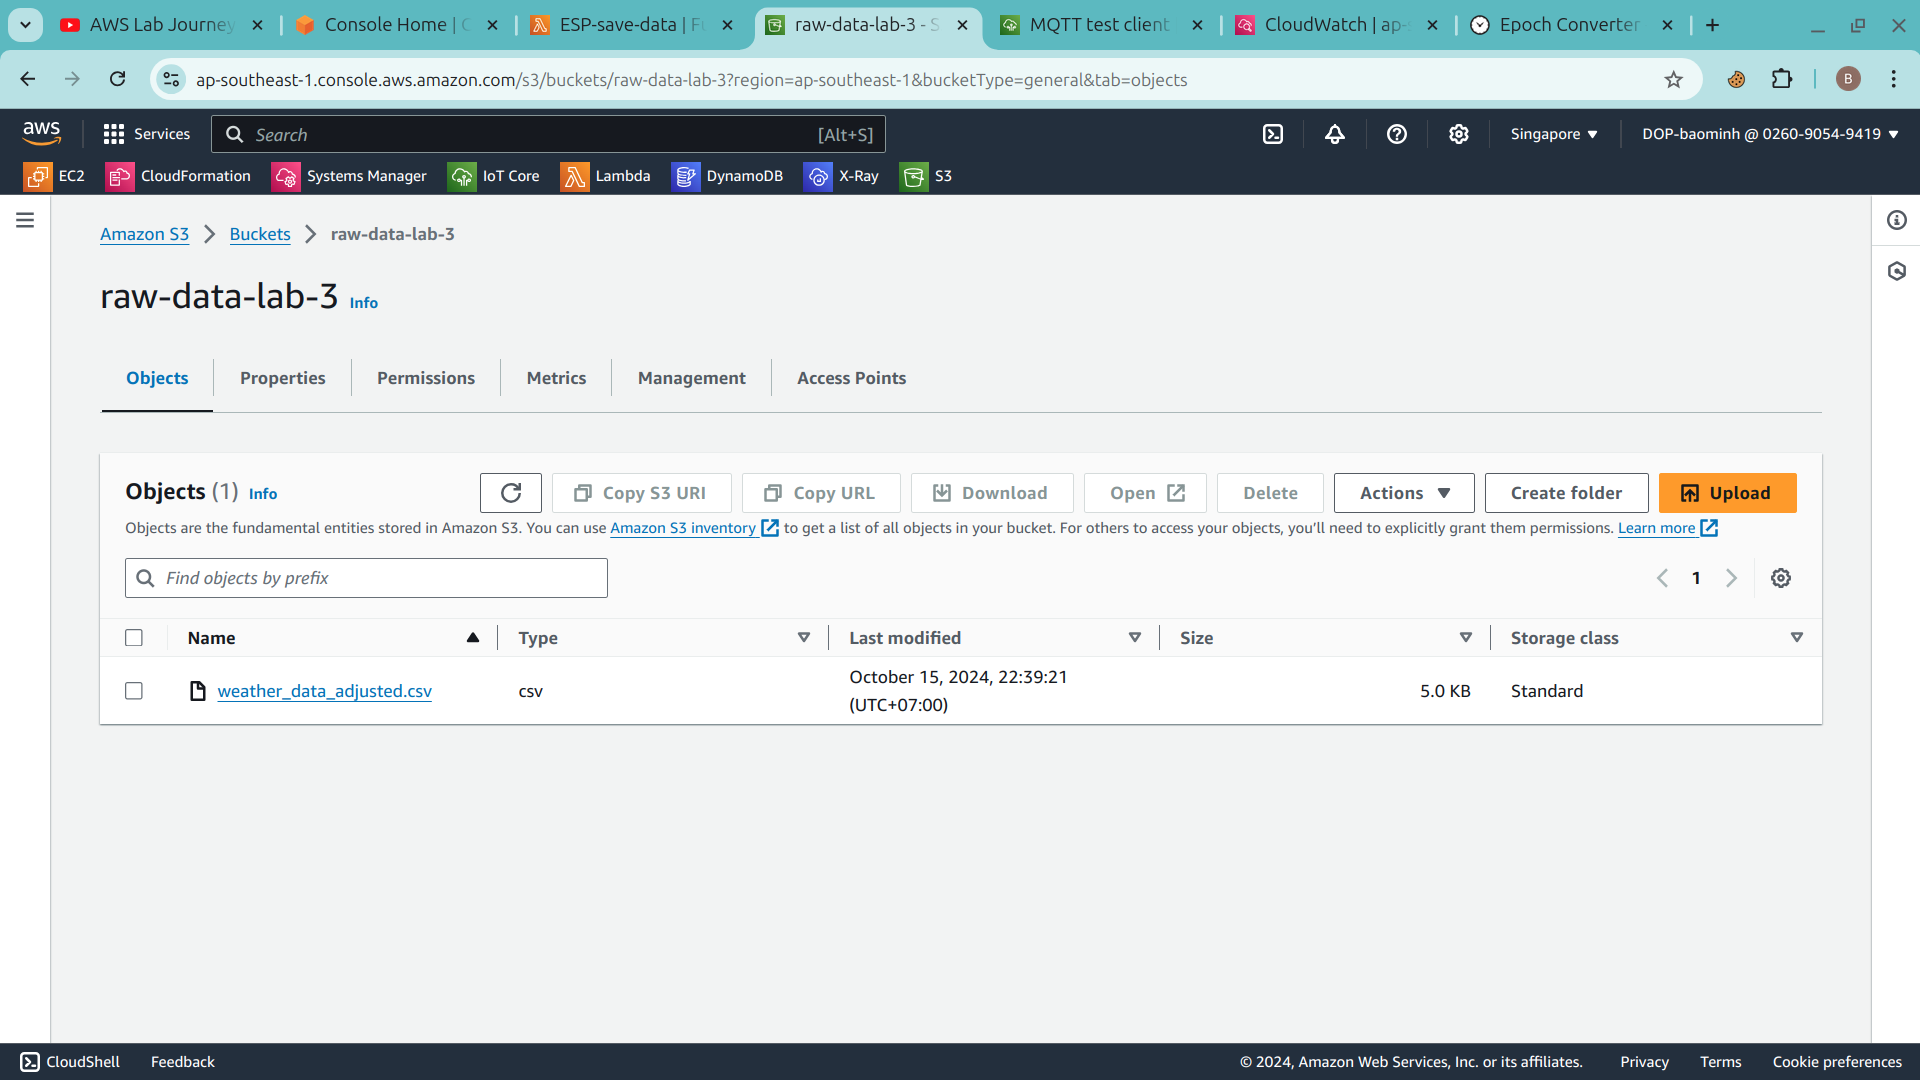 AWS Lab Journey
Console Home | C
ESP-save-data | Fu
raw-data-lab-3 - S
MQTT test client
CloudWatch | ap-s
Epoch Converter
ap-southeast-1.console.aws.amazon.com/s3/buckets/raw-data-lab-3?region=ap-southeast-1&bucketType=general&tab=objects
B
aws
Services
Search
[Alt+S]
Singapore
DOP-baominh @ 0260-9054-9419
EC2
CloudFormation
Systems Manager
IoT Core
Lambda
DynamoDB
X-Ray
S3
Amazon S3
Buckets
raw-data-lab-3
raw-data-lab-3
Info
Objects
Properties
Permissions
Metrics
Management
Access Points
Objects (1)
Info
Copy S3 URI
Copy URL
Download
Open
Delete
Actions
Create folder
Upload
Objects are the fundamental entities stored in Amazon S3. You can use Amazon S3 inventory to get a list of all objects in your bucket. For others to access your objects, you'll need to explicitly grant them permissions. Learn more
Find objects by prefix
1
Name
Type
Last modified
Size
Storage class
weather_data_adjusted.csv
csv
October 15, 2024, 22:39:21
(UTC+07:00)
5.0 KB
Standard
CloudShell
Feedback
© 2024, Amazon Web Services, Inc. or its affiliates.
Privacy
Terms
Cookie preferences